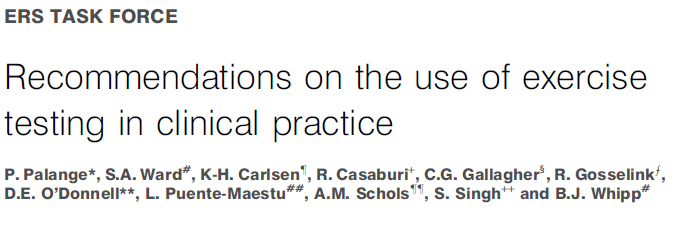 ERS TASK FORCE
Recommendations on the use of exercise
testing in clinical practice
P. Palange*, S.A. Ward#, K-H. Carlsen¶, R. Casaburi+, C.G. Gallagher§, R. Gosselinkƒ,
D.E. O'Donnell**, L. Puente-Maestu##, A.M. Schols¶¶, S. Singh++ and B.J. Whipp#